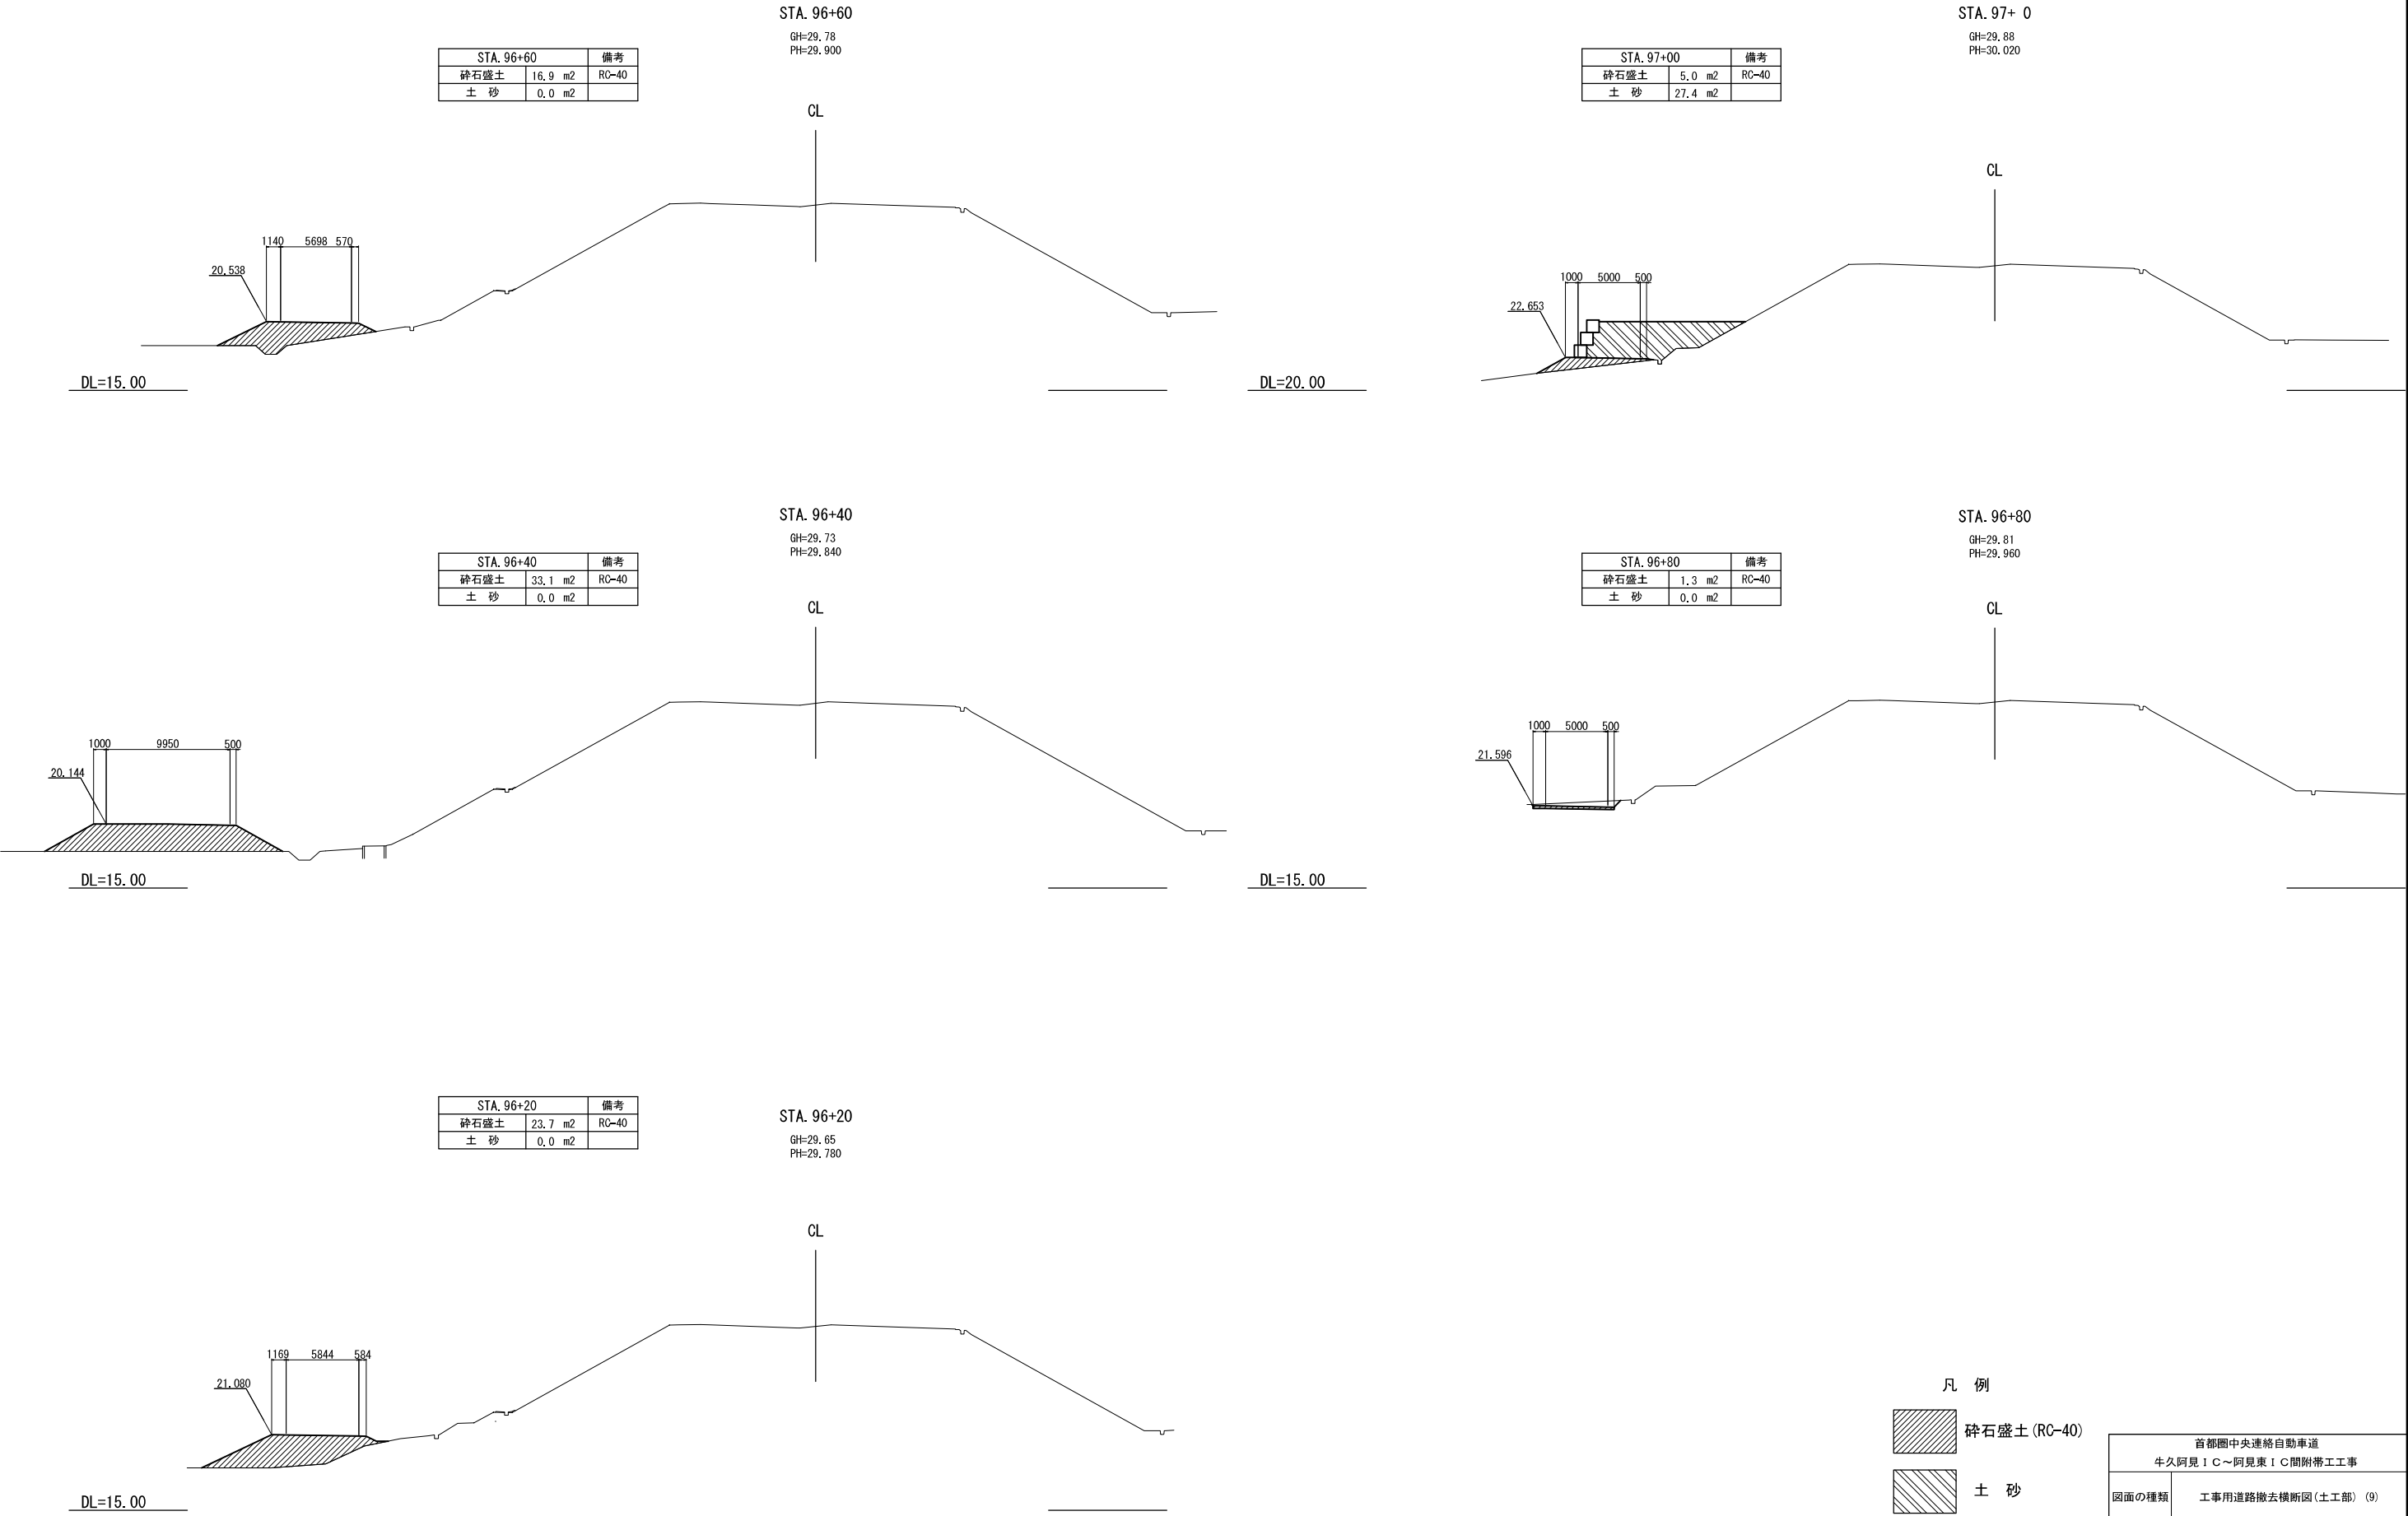 STA. 96+60
GH=29.78
PH=29.900
STA. 96+60 備考
砕石盛土 16.9 m2 RC-40
土 砂 0.0 m2
CL
1140 5698 570
20.538
DL=15.00
STA. 97+ 0
GH=29.88
PH=30.020
STA. 97+00 備考
砕石盛土 5.0 m2 RC-40
土 砂 27.4 m2
CL
1000 5000 500
22.653
DL=20.00
STA. 96+40
GH=29.73
PH=29.840
STA. 96+40 備考
砕石盛土 33.1 m2 RC-40
土 砂 0.0 m2
CL
1000 9950 500
20.144
DL=15.00
STA. 96+80
GH=29.81
PH=29.960
STA. 96+80 備考
砕石盛土 1.3 m2 RC-40
土 砂 0.0 m2
CL
1000 5000 500
21.596
DL=15.00
STA. 96+20
GH=29.65
PH=29.780
STA. 96+20 備考
砕石盛土 23.7 m2 RC-40
土 砂 0.0 m2
CL
1169 5844 584
21.080
DL=15.00
凡 例
砕石盛土(RC-40)
土 砂
首都圏中央連絡自動車道
牛久阿見ＩＣ～阿見東ＩＣ間附帯工工事
図面の種類 工事用道路撤去横断図(土工部) (9)